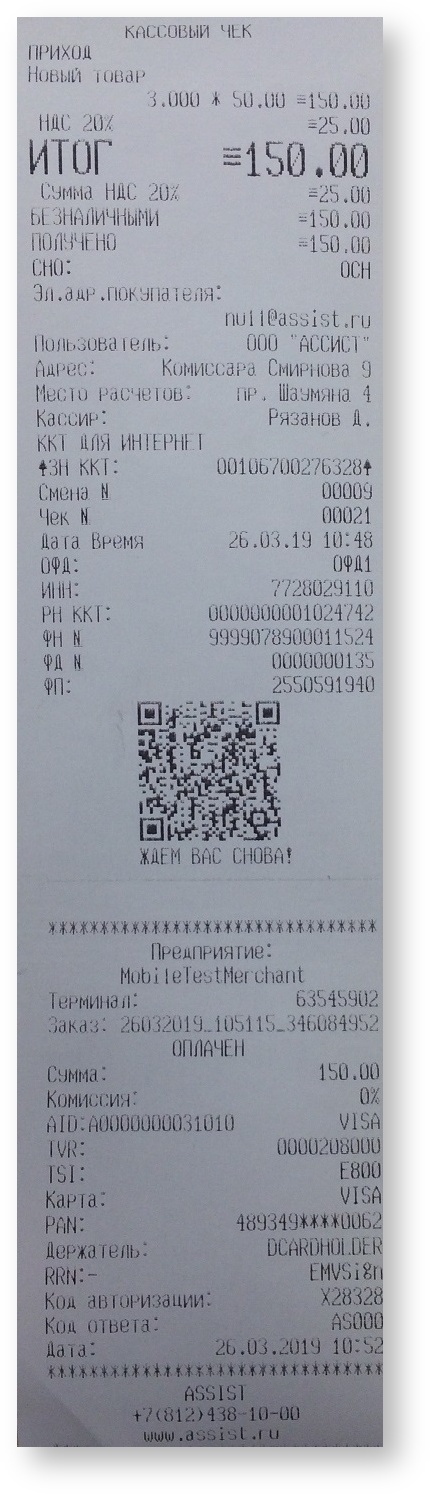 КАССОВЫЙ ЧЕК
ПРИХОД
Новый товар
3.000 * 50.00 =150.00
НДС 20% =25.00
ИТОГ =150.00
Сумма НДС 20% =25.00
БЕЗНАЛИЧНЫМИ =150.00
ПОЛУЧЕНО =150.00
СНО: ОСН
Эл.адр.покупателя:
null@assist.ru
Пользователь: ООО "АССИСТ"
Адрес: Комиссара Смирнова 9
Место расчетов: пр. Шаумяна 4
Кассир: Рязанов Д.
ККТ ДЛЯ ИНТЕРНЕТ
ЗН ККТ: 00106700276328
Смена № 00009
Чек № 00021
Дата Время 26.03.19 10:48
ОФД: ОФД1
ИНН: 7728029110
РН ККТ: 0000000001024742
ФН № 9999078900011524
ФД № 0000000135
ФП: 2550591940
ЖДЕМ ВАС СНОВА!
********************************
Предприятие:
MobileTestMerchant
Терминал: 63545902
Заказ: 26032019_105115_346084952
ОПЛАЧЕН
Сумма: 150.00
Комиссия: 0%
AID:A0000000031010 VISA
TVR: 0000208000
TSI: E800
Карта: VISA
PAN: 489349****0062
Держатель: DCARDHOLDER
RRN:- EMVSign
Код авторизации: X28328
Код ответа: AS000
Дата: 26.03.2019 10:52
********************************
ASSIST
+7(812)438-10-00
www.assist.ru